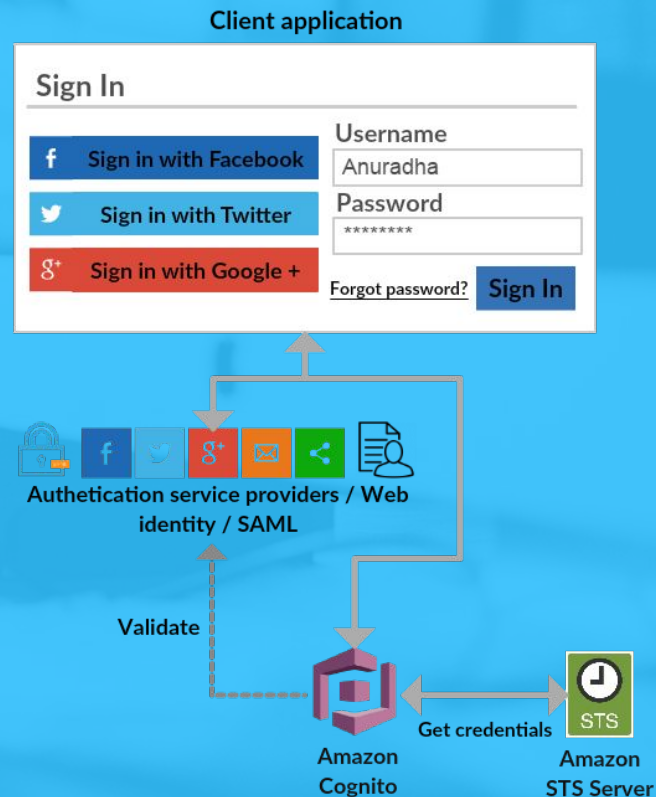 Client application
Sign In
f Sign in with Facebook
Sign in with Twitter
g+ Sign in with Google +
Username
Anuradha
Password
********
Forgot password?
Sign In
f
g+
Authetication service providers / Web
identity / SAML
Validate
Get credentials
STS
Amazon
Cognito
Amazon
STS Server